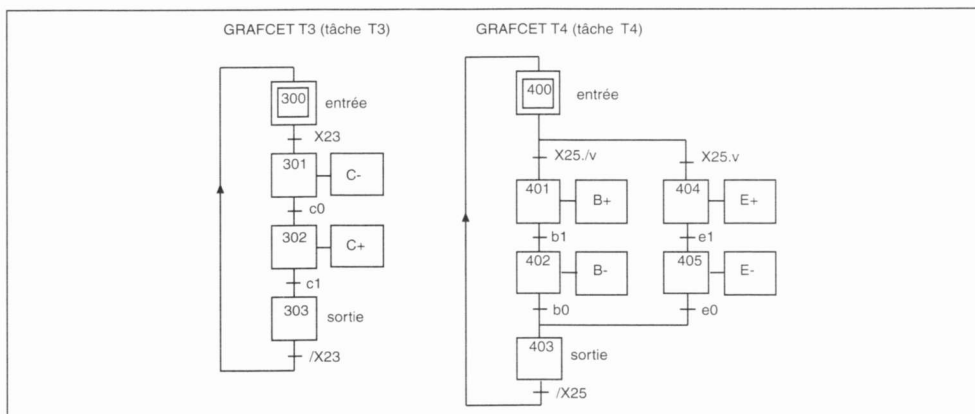 GRAFCET T3 (tâche T3)
300
entrée
X23
301
C-
c0
302
C+
c1
303
sortie
/X23
GRAFCET T4 (tâche T4)
400
entrée
X25./v
X25.v
401
B+
404
E+
b1
e1
402
B-
405
E-
b0
e0
403
sortie
/X25